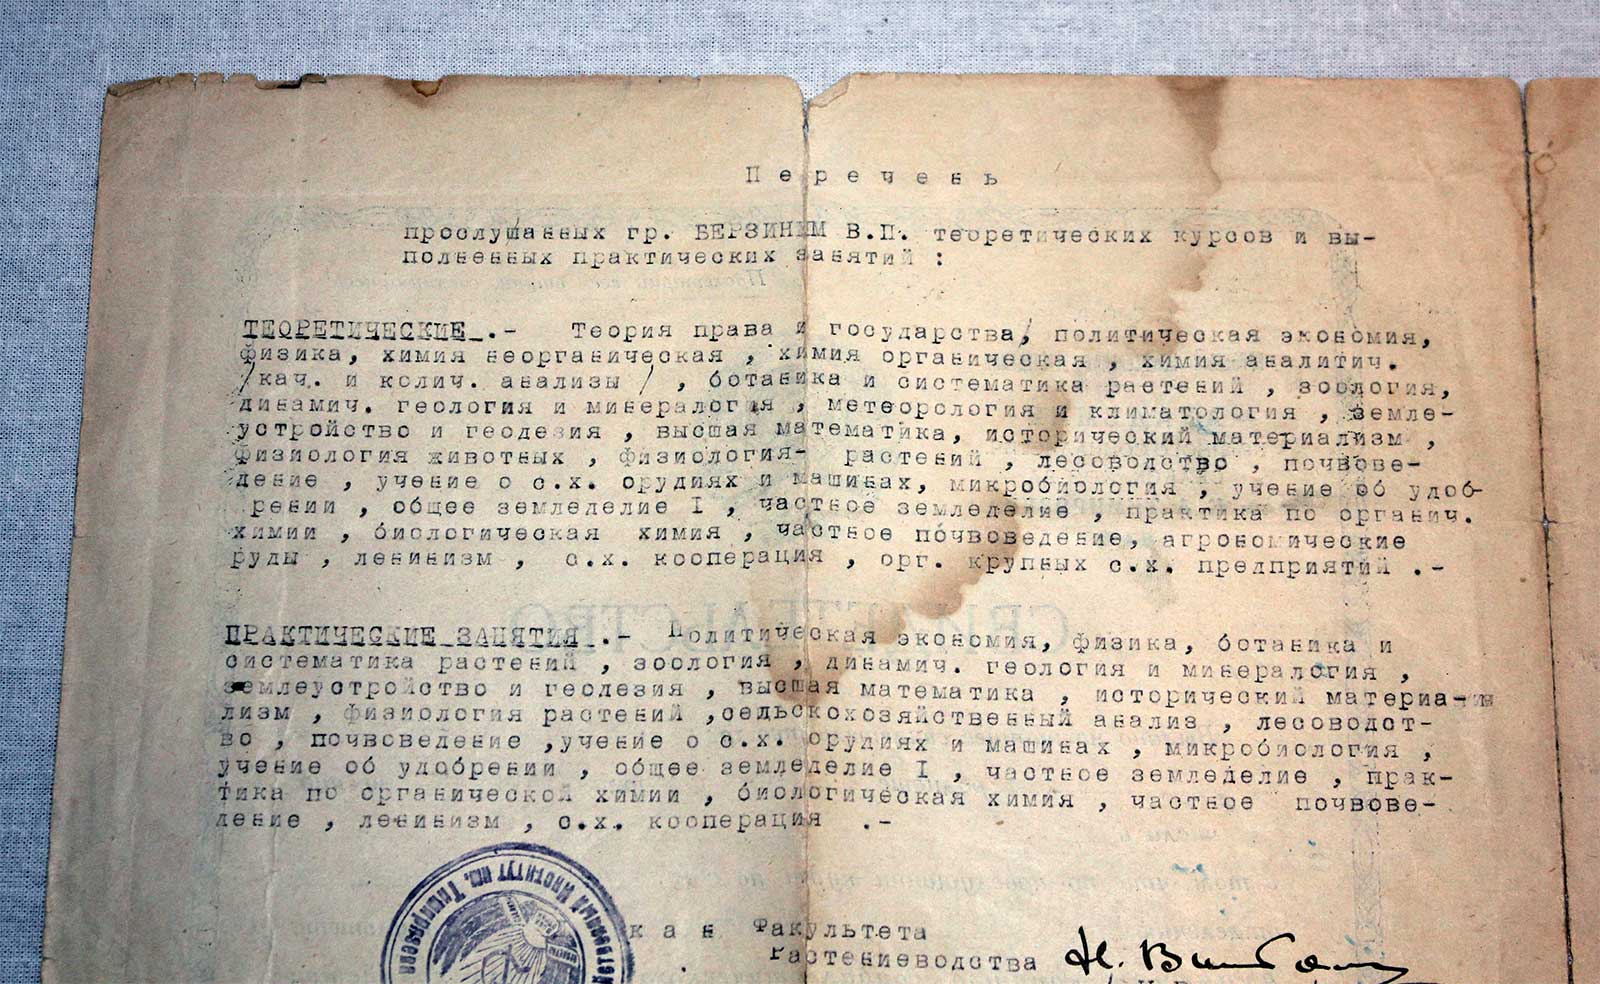 Перечень
прослушанных гр. БЕРЗИНЫМ В.П. теоретических курсов и вы-
полненных практических занятий :
ТЕОРЕТИЧЕСКИЕ .- Теория права и государства, политическая экономия,
физика, химия неорганическая , химия органическая , химия аналитич.
/кач. и колич. анализы / , ботаника и систематика раетений , зоология,
динамич. геология и минералогия , метеорология и климатология , земле-
устройство и геодезия , высшая математика, исторический материализм ,
физиология животных , физиология- растений , лесоводство , почвове-
дение , учение о с.х. орудиях и машинах, микробиология , учение об удоб-
рении , общее земледелие I , частное земледелие , практика по органич.
химии , биологическая химия , частное почвоведение, агрономические
руды , ленинизм , с.х. кооперация , орг. крупных с.х. предприятий .-
ПРАКТИЧЕСКИЕ ЗАНЯТИЯ .- Политическая экономия, физика, ботаника и
систематика растений , зоология , динамич. геология и минералогия ,
землеустройство и геодезия , высшая математика , исторический материа-
лизм , физиология растений ,сельскохозяйственный анализ , лесоводст-
во , почвоведение ,учение о с.х. орудиях и машинах , микробиология ,
учение об удобрении , общее земледелие I , частное земледелие , прак-
тика по органической химии , биологическая химия , частное почвове-
дение , ленинизм , с.х. кооперация .-
институт им. Тимирязева
кан Факультета
Растениеводства
СВИДЕТЕЛЬСТВО